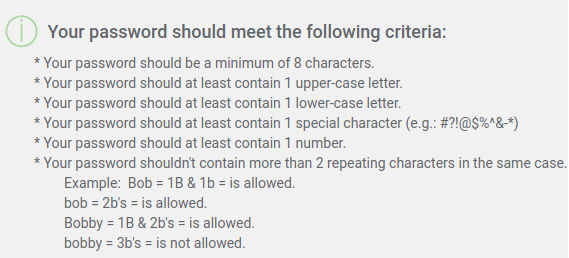 Your password should meet the following criteria:
* Your password should be a minimum of 8 characters.
* Your password should at least contain 1 upper-case letter.
* Your password should at least contain 1 lower-case letter.
* Your password should at least contain 1 special character (e.g.: #?!@$%^&-*)
* Your password should at least contain 1 number.
* Your password shouldn't contain more than 2 repeating characters in the same case.
Example:  Bob = 1B & 1b = is allowed.
bob = 2b's = is allowed.
Bobby = 1B & 2b's = is allowed.
bobby = 3b's = is not allowed.